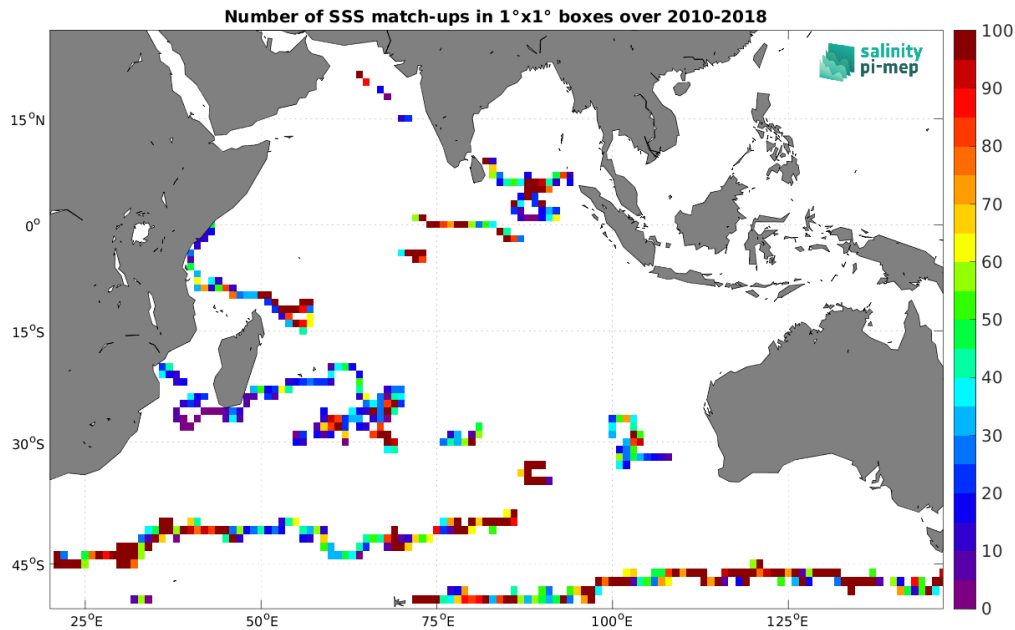 Number of SSS match-ups in 1°x1° boxes over 2010-2018
salinity
pi-mep
15°N
0°
15°S
30°S
45°S
25°E
50°E
75°E
100°E
125°E
100
90
80
70
60
50
40
30
20
10
0